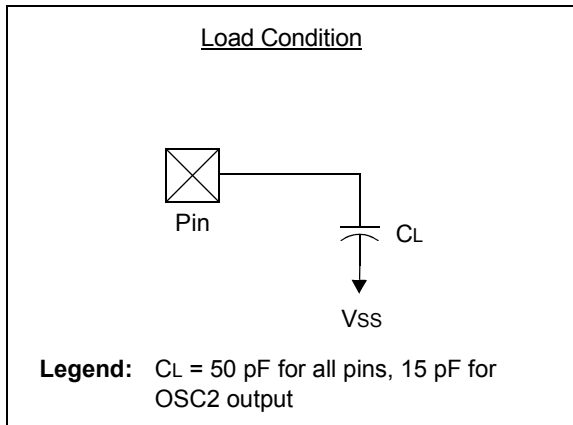 Load Condition
Pin
CL
VSS
Legend: CL = 50 pF for all pins, 15 pF for
OSC2 output